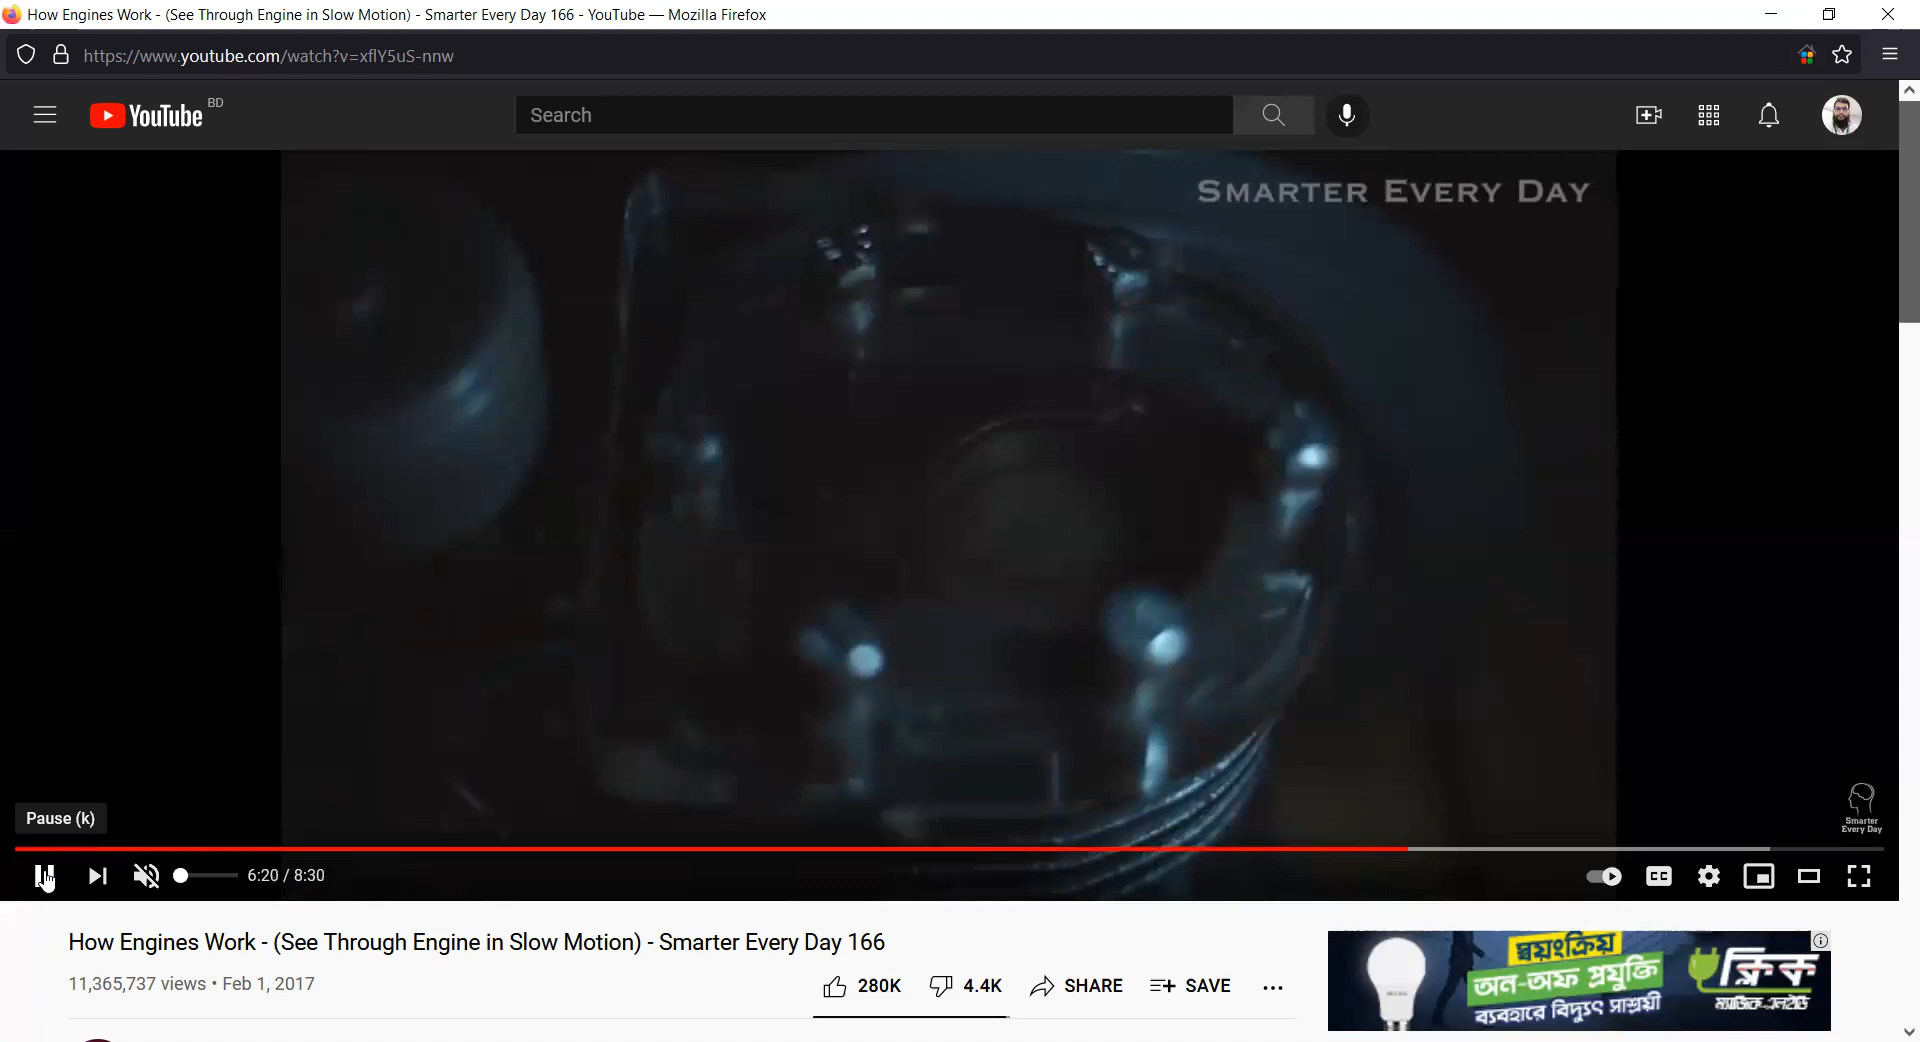 How Engines Work - (See Through Engine in Slow Motion) - Smarter Every Day 166 - YouTube — Mozilla Firefox
https://www.youtube.com/watch?v=xflY5uS-nnw
YouTube BD
Search
SMARTER EVERY DAY
Smarter
Every Day
Pause (k)
6:20 / 8:30
CC
How Engines Work - (See Through Engine in Slow Motion) - Smarter Every Day 166
11,365,737 views • Feb 1, 2017
280K
4.4K
SHARE
SAVE
স্বয়ংক্রিয়
অন-অফ প্রযুক্তি
ব্যবহারে বিদ্যুৎ সাশ্রয়ী
ক্লিক